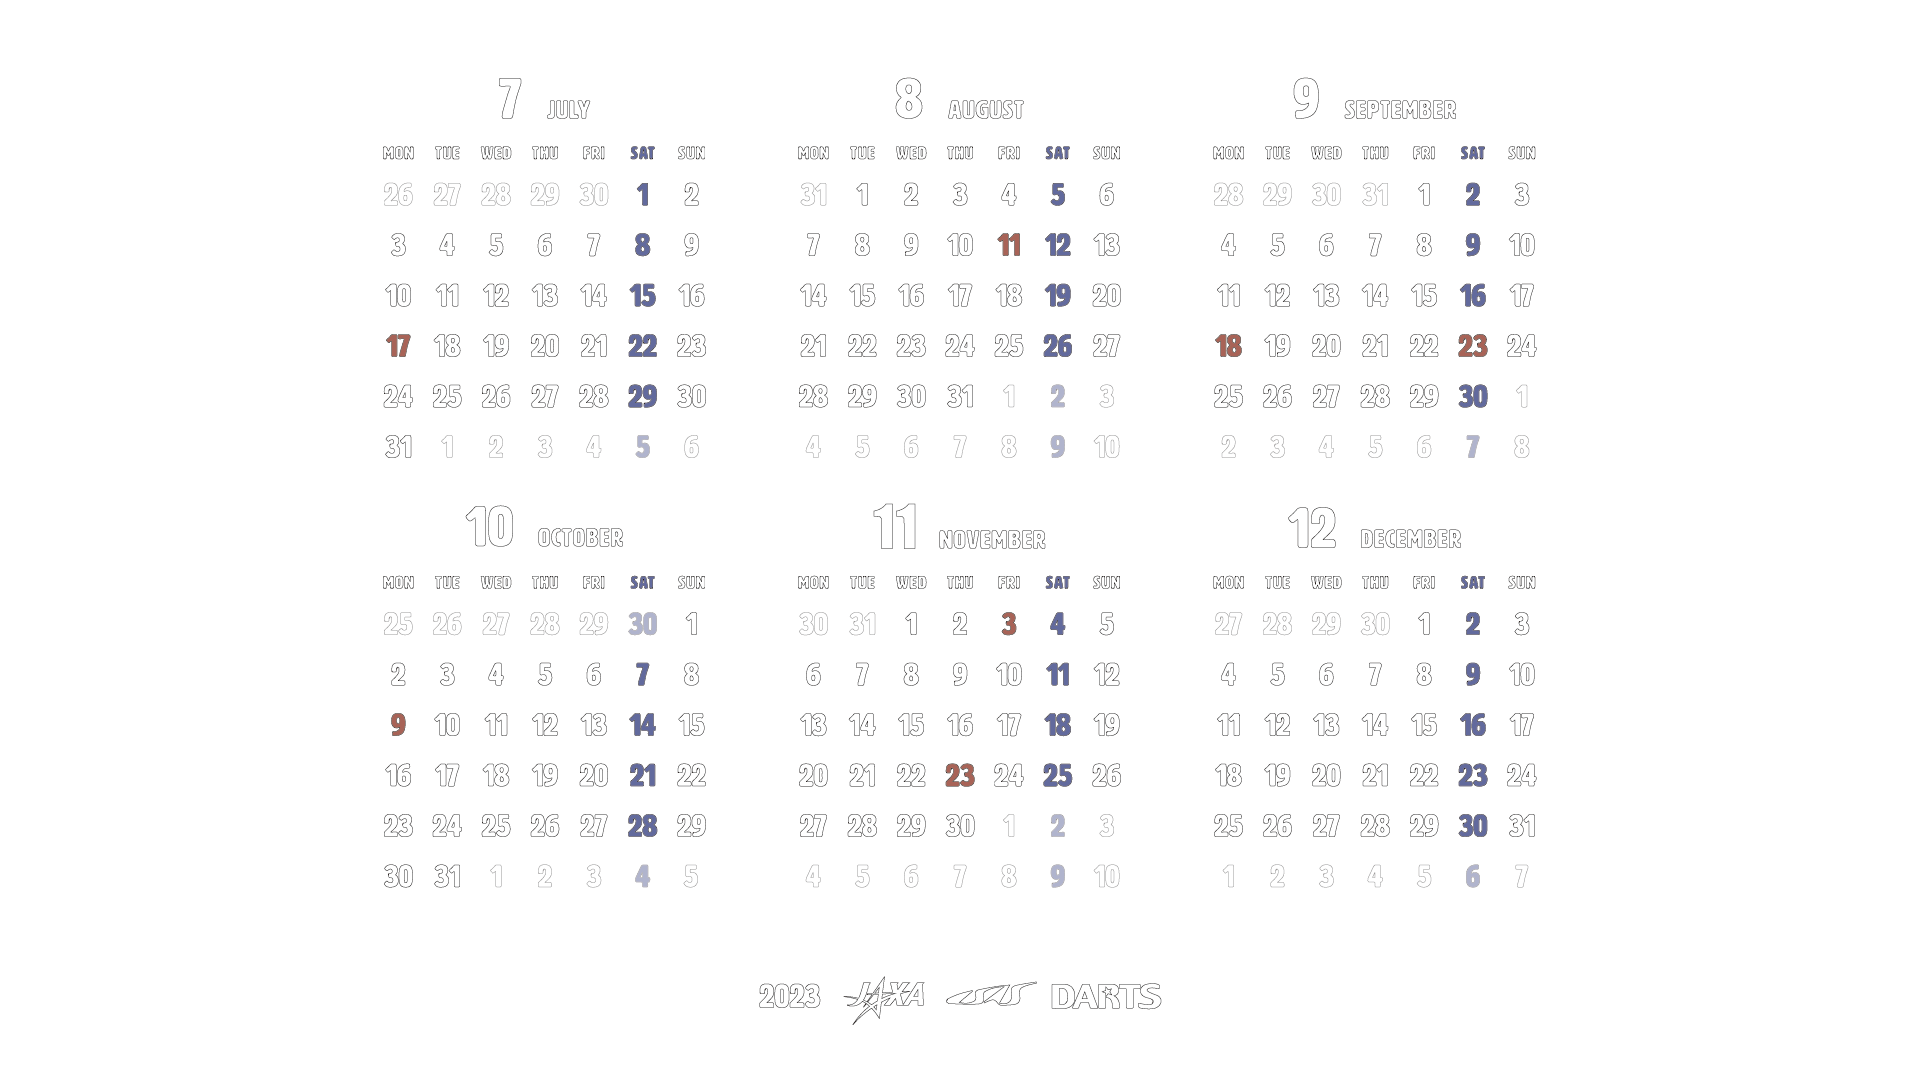 7 JULY
MON TUE WED THU FRI SAT SUN
26 27 28 29 30 1 2
3 4 5 6 7 8 9
10 11 12 13 14 15 16
17 18 19 20 21 22 23
24 25 26 27 28 29 30
31 1 2 3 4 5 6
8 AUGUST
MON TUE WED THU FRI SAT SUN
31 1 2 3 4 5 6
7 8 9 10 11 12 13
14 15 16 17 18 19 20
21 22 23 24 25 26 27
28 29 30 31 1 2 3
4 5 6 7 8 9 10
9 SEPTEMBER
MON TUE WED THU FRI SAT SUN
28 29 30 31 1 2 3
4 5 6 7 8 9 10
11 12 13 14 15 16 17
18 19 20 21 22 23 24
25 26 27 28 29 30 1
2 3 4 5 6 7 8
10 OCTOBER
MON TUE WED THU FRI SAT SUN
25 26 27 28 29 30 1
2 3 4 5 6 7 8
9 10 11 12 13 14 15
16 17 18 19 20 21 22
23 24 25 26 27 28 29
30 31 1 2 3 4 5
11 NOVEMBER
MON TUE WED THU FRI SAT SUN
30 31 1 2 3 4 5
6 7 8 9 10 11 12
13 14 15 16 17 18 19
20 21 22 23 24 25 26
27 28 29 30 1 2 3
4 5 6 7 8 9 10
12 DECEMBER
MON TUE WED THU FRI SAT SUN
27 28 29 30 1 2 3
4 5 6 7 8 9 10
11 12 13 14 15 16 17
18 19 20 21 22 23 24
25 26 27 28 29 30 31
1 2 3 4 5 6 7
2023 JAXA ISAS DARTS